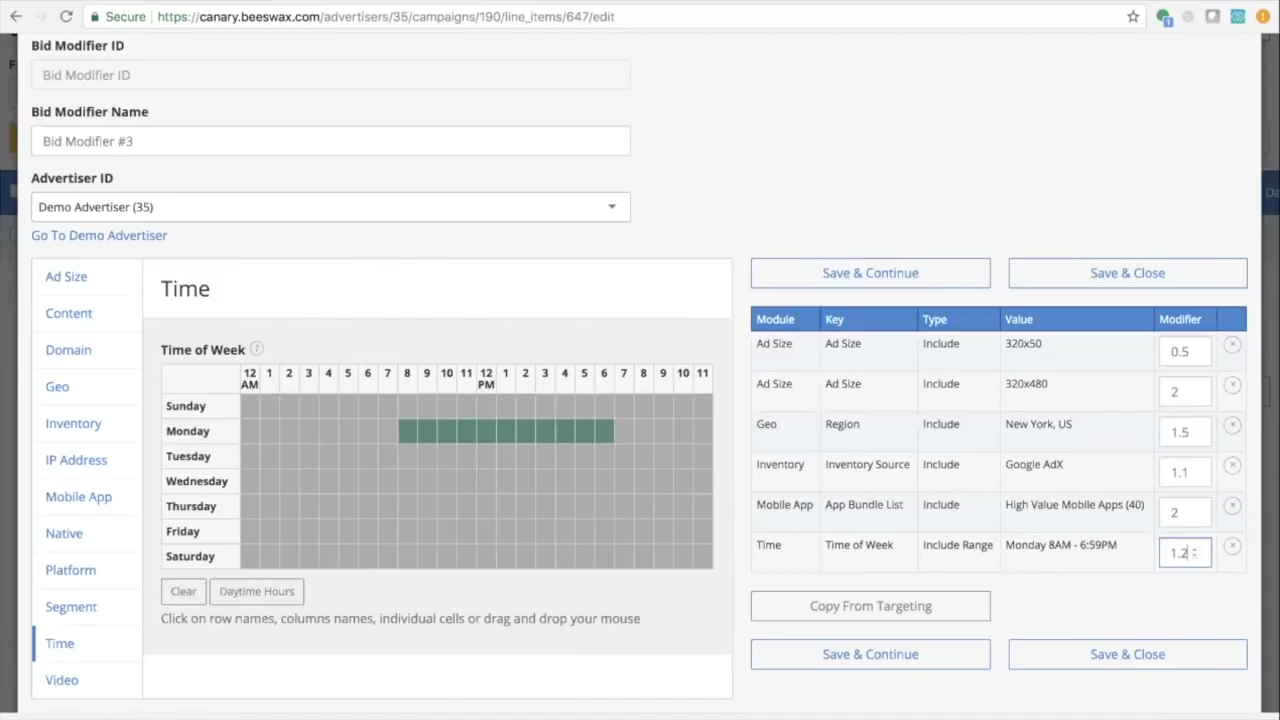 Secure https://canary.beeswax.com/advertisers/35/campaigns/190/line_items/647/edit
Bid Modifier ID
Bid Modifier ID
Bid Modifier Name
Bid Modifier #3
Advertiser ID
Demo Advertiser (35)
Go To Demo Advertiser
Ad Size
Content
Domain
Geo
Inventory
IP Address
Mobile App
Native
Platform
Segment
Time
Video
Time
Time of Week ?
12 AM 1 2 3 4 5 6 7 8 9 10 11 12 PM 1 2 3 4 5 6 7 8 9 10 11
Sunday
Monday
Tuesday
Wednesday
Thursday
Friday
Saturday
Clear Daytime Hours
Click on row names, columns names, individual cells or drag and drop your mouse
Save & Continue Save & Close
Module Key Type Value Modifier
Ad Size Ad Size Include 320x50 0.5
Ad Size Ad Size Include 320x480 2
Geo Region Include New York, US 1.5
Inventory Inventory Source Include Google AdX 1.1
Mobile App App Bundle List Include High Value Mobile Apps (40) 2
Time Time of Week Include Range Monday 8AM - 6:59PM 1.2
Copy From Targeting
Save & Continue Save & Close